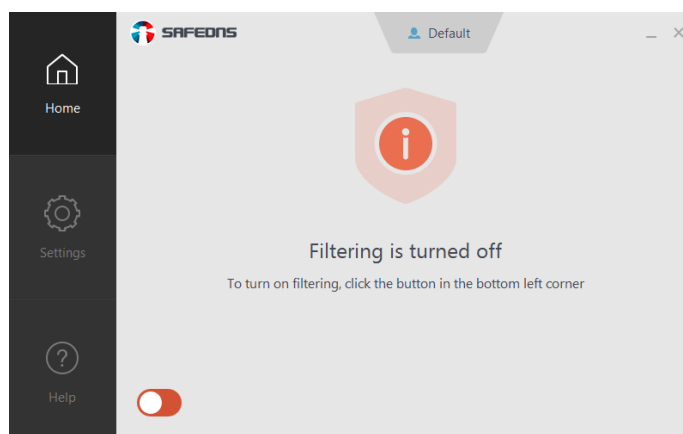 SAFEDNS
Default
Home
Filtering is turned off
To turn on filtering, click the button in the bottom left corner
Settings
Help